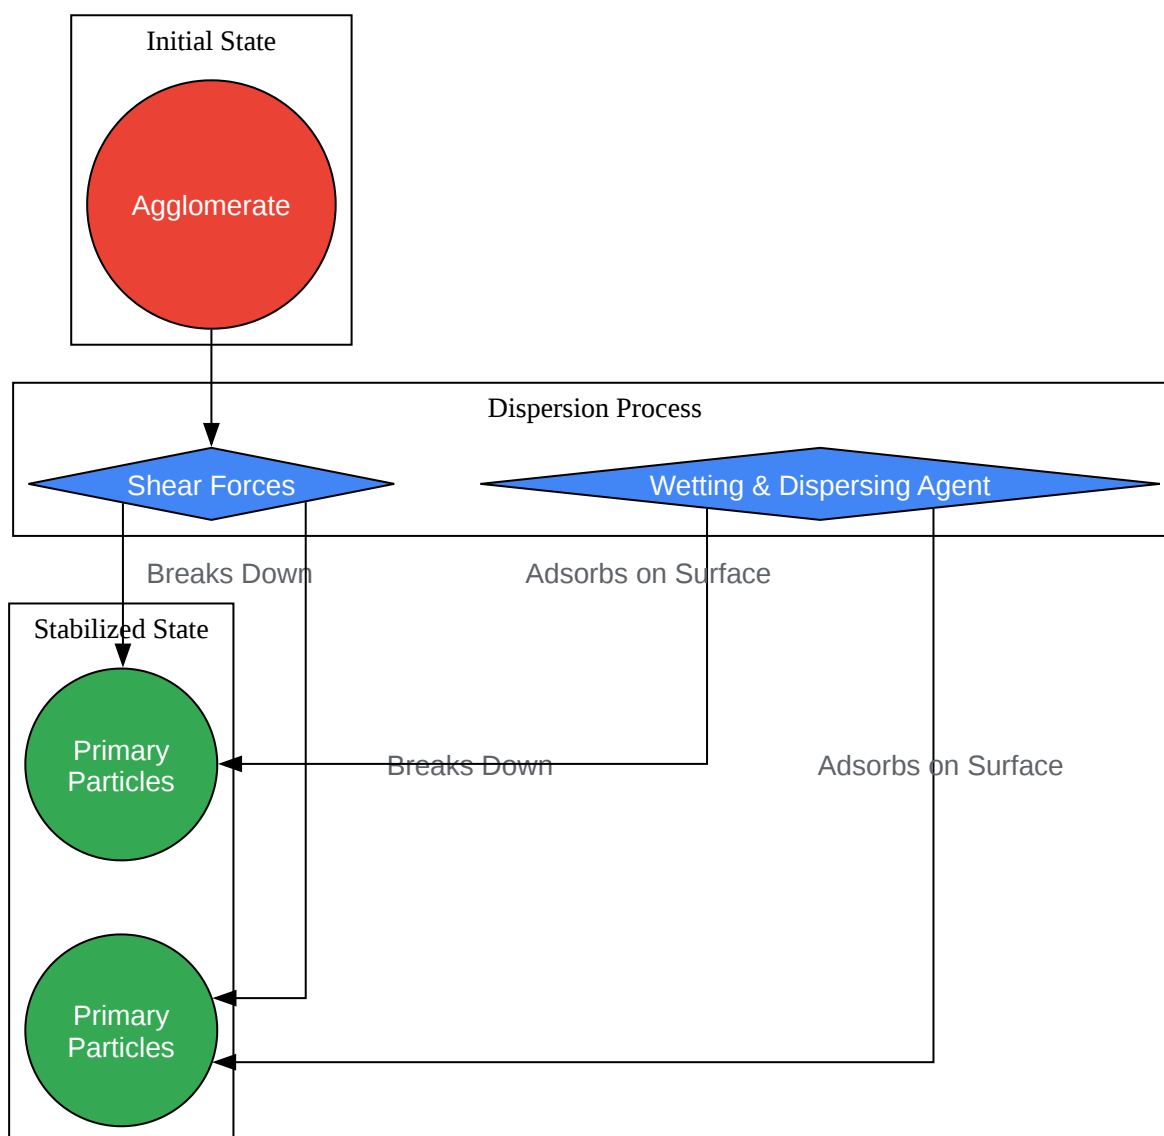 Initial State
Agglomerate
Dispersion Process
Shear Forces
Wetting & Dispersing Agent
Breaks Down
Adsorbs on Surface
Stabilized State
Primary
Particles
Breaks Down
Adsorbs on Surface
Primary
Particles